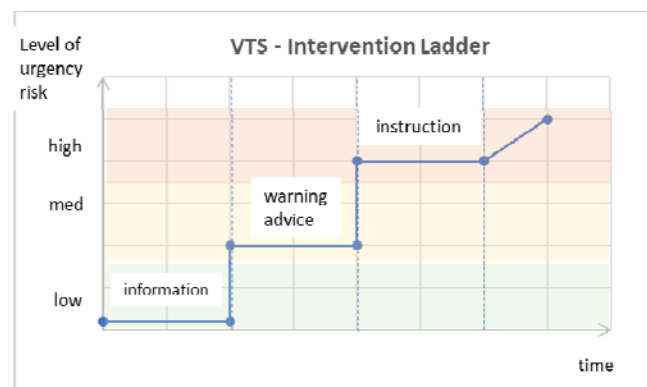 VTS - Intervention Ladder
Level of
urgency
risk
high
instruction
med
warning
advice
low
information
time